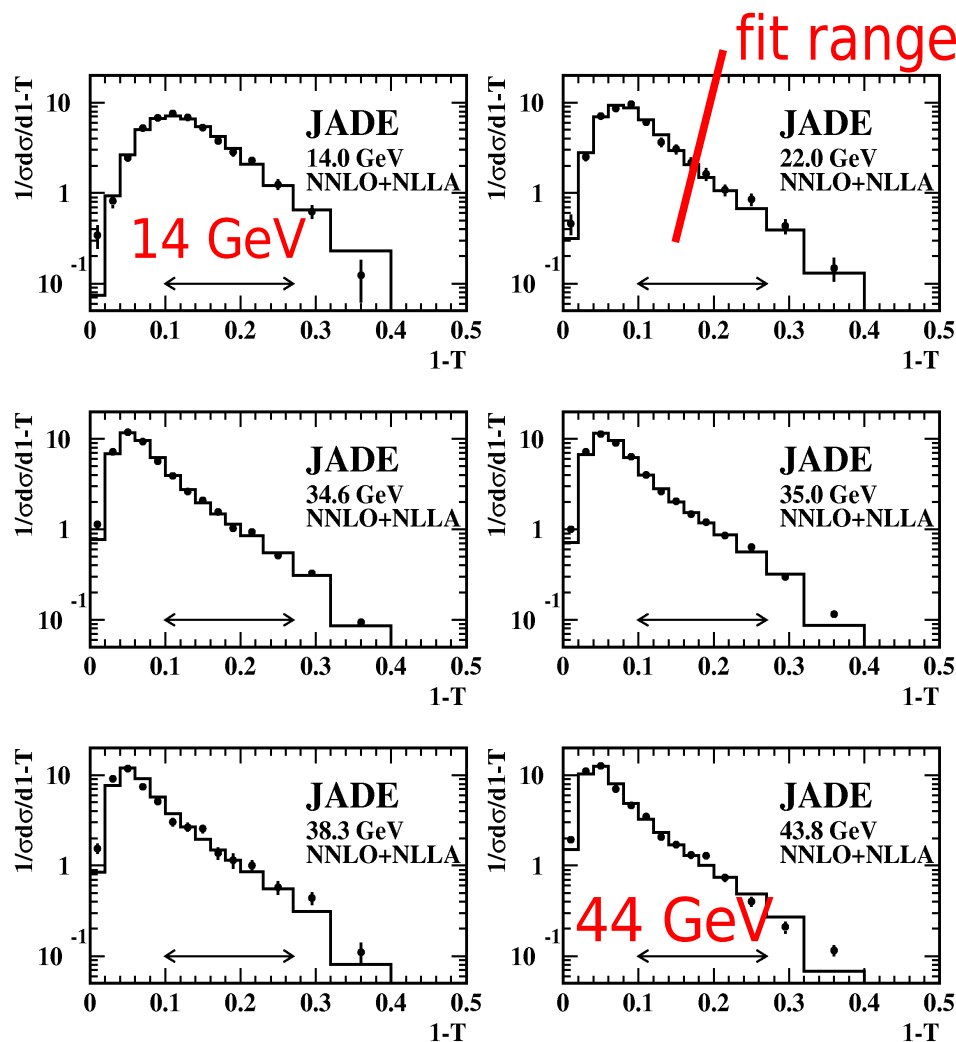 fit range
1/σdσ/d1-T
10
1
10 -1
JADE
14.0 GeV
NNLO+NLLA
14 GeV
0 0.1 0.2 0.3 0.4 0.5
1-T
1/σdσ/d1-T
10
1
10 -1
JADE
22.0 GeV
NNLO+NLLA
0 0.1 0.2 0.3 0.4 0.5
1-T
1/σdσ/d1-T
10
1
10 -1
JADE
34.6 GeV
NNLO+NLLA
0 0.1 0.2 0.3 0.4 0.5
1-T
1/σdσ/d1-T
10
1
10 -1
JADE
35.0 GeV
NNLO+NLLA
0 0.1 0.2 0.3 0.4 0.5
1-T
1/σdσ/d1-T
10
1
10 -1
JADE
38.3 GeV
NNLO+NLLA
0 0.1 0.2 0.3 0.4 0.5
1-T
1/σdσ/d1-T
10
1
10 -1
JADE
43.8 GeV
NNLO+NLLA
44 GeV
0 0.1 0.2 0.3 0.4 0.5
1-T